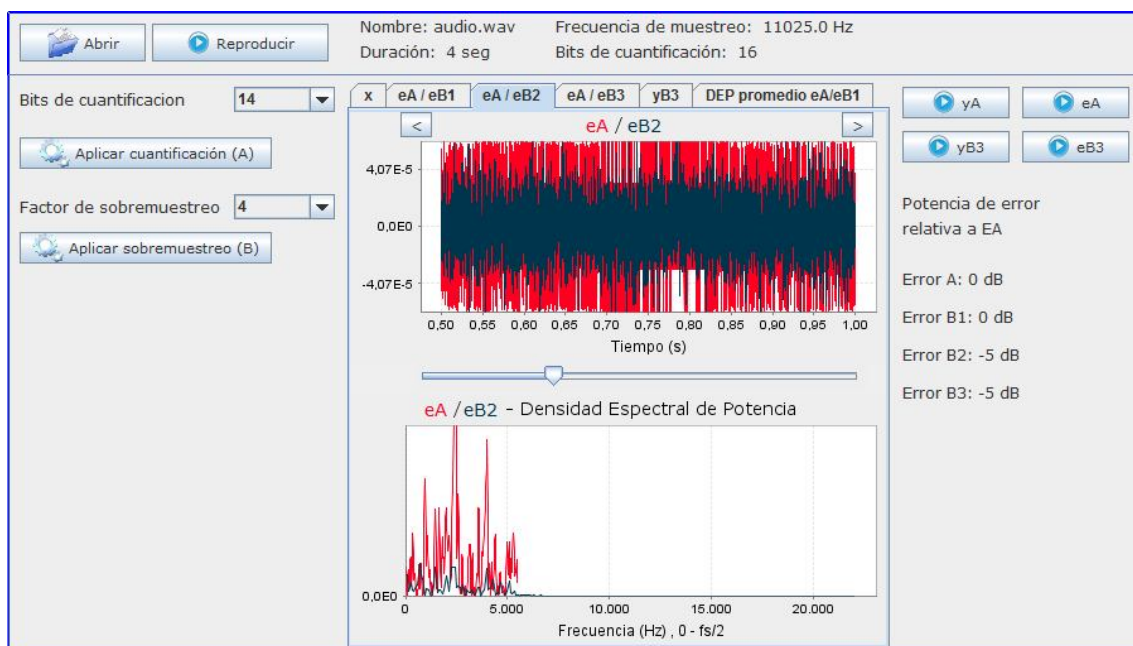 Abrir
Reproducir
Nombre: audio.wav
Frecuencia de muestreo: 11025.0 Hz
Duración: 4 seg
Bits de cuantificación: 16
Bits de cuantificacion
14
Aplicar cuantificación (A)
Factor de sobremuestreo
4
Aplicar sobremuestreo (B)
x
eA / eB1
eA / eB2
eA / eB3
yB3
DEP promedio eA/eB1
<
eA / eB2
>
4,07E-5
0,0E0
-4,07E-5
0,50 0,55 0,60 0,65 0,70 0,75 0,80 0,85 0,90 0,95 1,00
Tiempo (s)
eA / eB2 - Densidad Espectral de Potencia
0,0E0
0 5.000 10.000 15.000 20.000
Frecuencia (Hz) , 0 - fs/2
yA
eA
yB3
eB3
Potencia de error
relativa a EA
Error A: 0 dB
Error B1: 0 dB
Error B2: -5 dB
Error B3: -5 dB